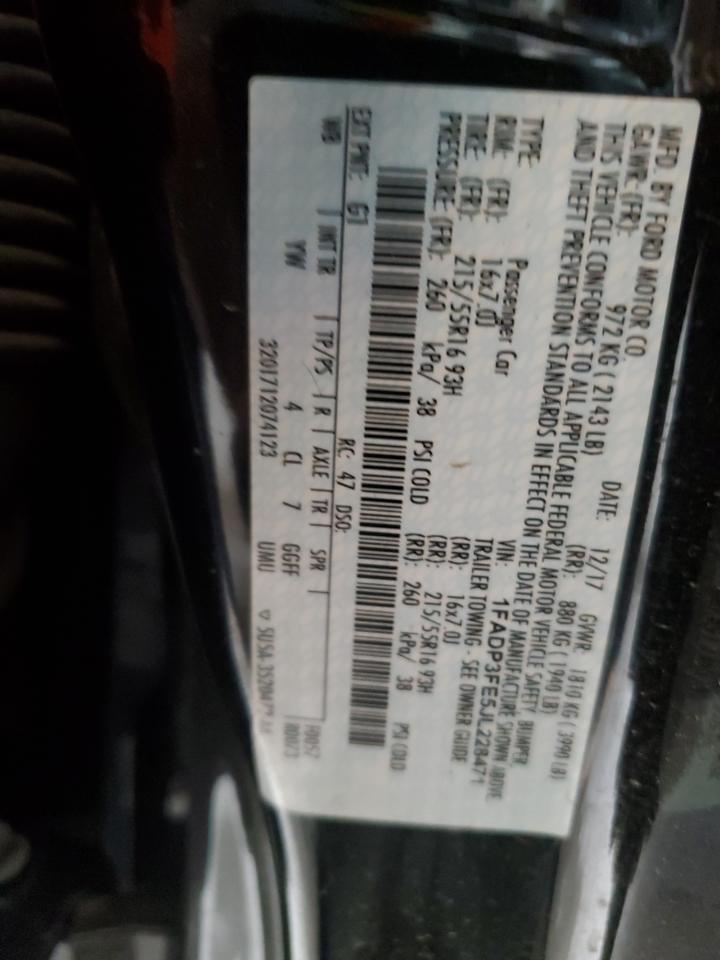 MFD. BY FORD MOTOR CO.
DATE: 12/17 GVWR: 1810 KG ( 3990 LB)
GAWR: (FR): 972 KG ( 2143 LB) (RR): 880 KG ( 1940 LB)
THIS VEHICLE CONFORMS TO ALL APPLICABLE FEDERAL MOTOR VEHICLE SAFETY, BUMPER,
AND THEFT PREVENTION STANDARDS IN EFFECT ON THE DATE OF MANUFACTURE SHOWN ABOVE
VIN: 1FADP3FE5JL228471
TYPE: Passenger Car TRAILER TOWING - SEE OWNER GUIDE
RIM: (FR): 16x7.0J (RR): 16x7.0J
TIRE: (FR): 215/55R16 93H (RR): 215/55R16 93H
PRESSURE (FR): 260 kPa/ 38 PSI COLD (RR): 260 kPa/ 38 PSI COLD
EXT PNT: G1 RC: 47 DSO:
WB | INT TR | TP/PS | R | AXLE | TR | SPR
YW 4 CL 7 GGFF
3201712074123 UMU